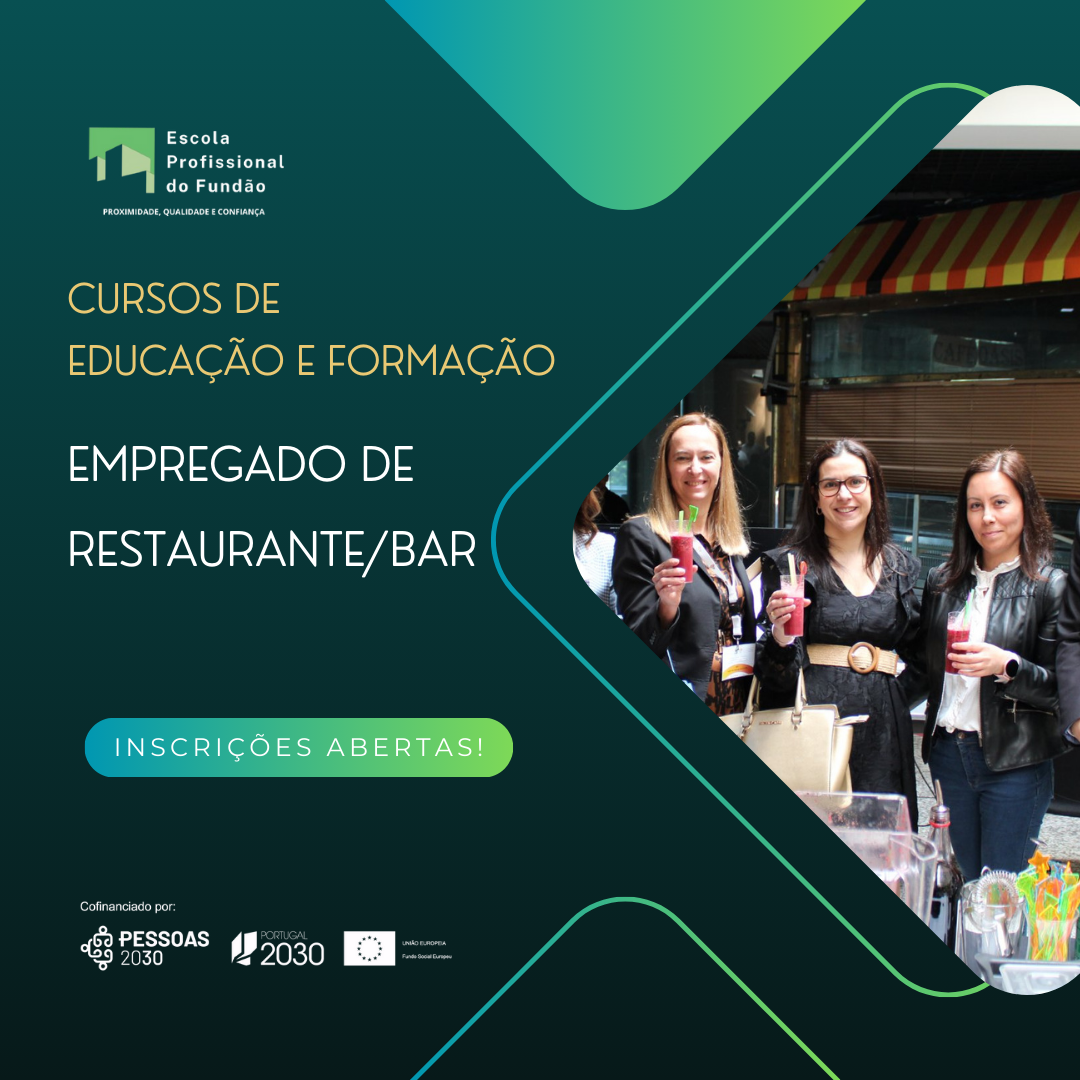 Escola
Profissional
do Fundão
PROXIMIDADE, QUALIDADE E CONFIANÇA
CURSOS DE
EDUCAÇÃO E FORMAÇÃO
EMPREGADO DE
RESTAURANTE/BAR
INSCRIÇÕES ABERTAS!
Cofinanciado por:
PESSOAS
2030
PORTUGAL
2030
UNIÃO EUROPEIA
Fundo Social Europeu